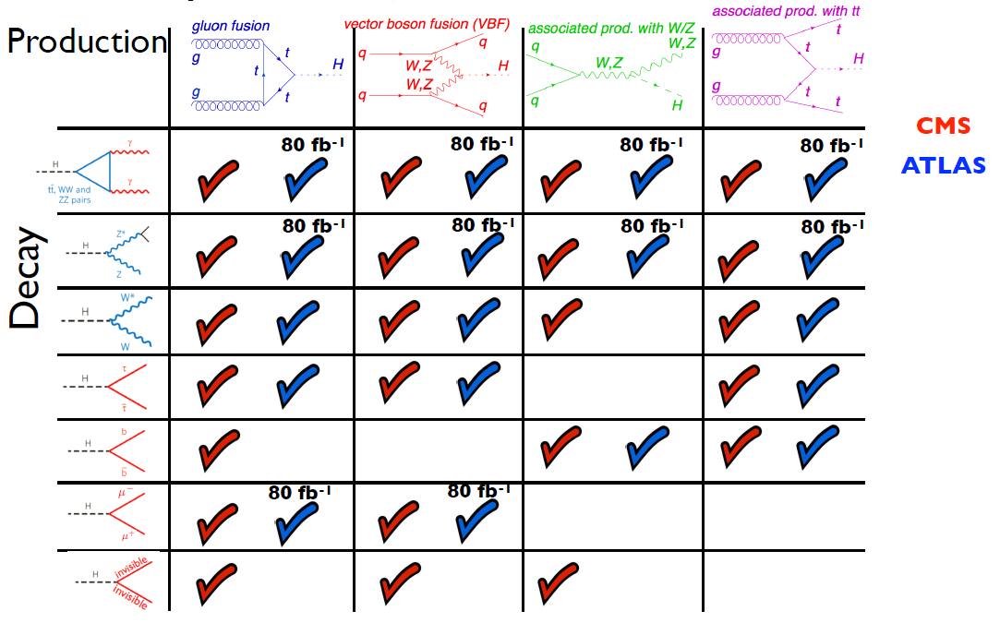 Production
gluon fusion
g
g
t
t
t
H
vector boson fusion (VBF)
q
q
W,Z
W,Z
q
q
H
associated prod. with W/Z
q
q
W,Z
W,Z
H
associated prod. with tt
g
g
t
t
t
t
H
CMS
ATLAS
Decay
H
γ
γ
tt̄, WW and
ZZ pairs
80 fb-1
80 fb-1
80 fb-1
80 fb-1
H
Z*
Z
80 fb-1
80 fb-1
80 fb-1
80 fb-1
H
W*
W
H
τ
τ̄
H
b
b̄
H
μ−
μ+
80 fb-1
80 fb-1
H
invisible
invisible